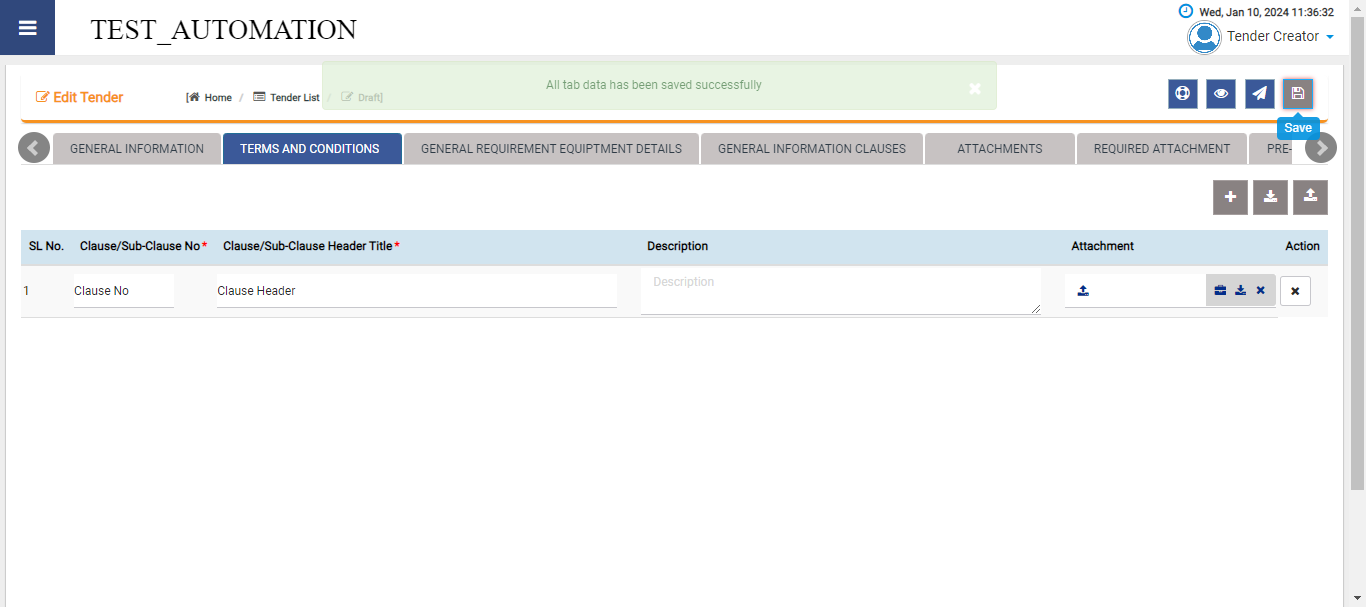 TEST_AUTOMATION
Wed, Jan 10, 2024 11:36:32
Tender Creator
All tab data has been saved successfully
Edit Tender
[ Home / Tender List / Draft]
Save
GENERAL INFORMATION
TERMS AND CONDITIONS
GENERAL REQUIREMENT EQUIPTMENT DETAILS
GENERAL INFORMATION CLAUSES
ATTACHMENTS
REQUIRED ATTACHMENT
PRE-
SL No. Clause/Sub-Clause No* Clause/Sub-Clause Header Title* Description Attachment Action
1 Clause No Clause Header Description